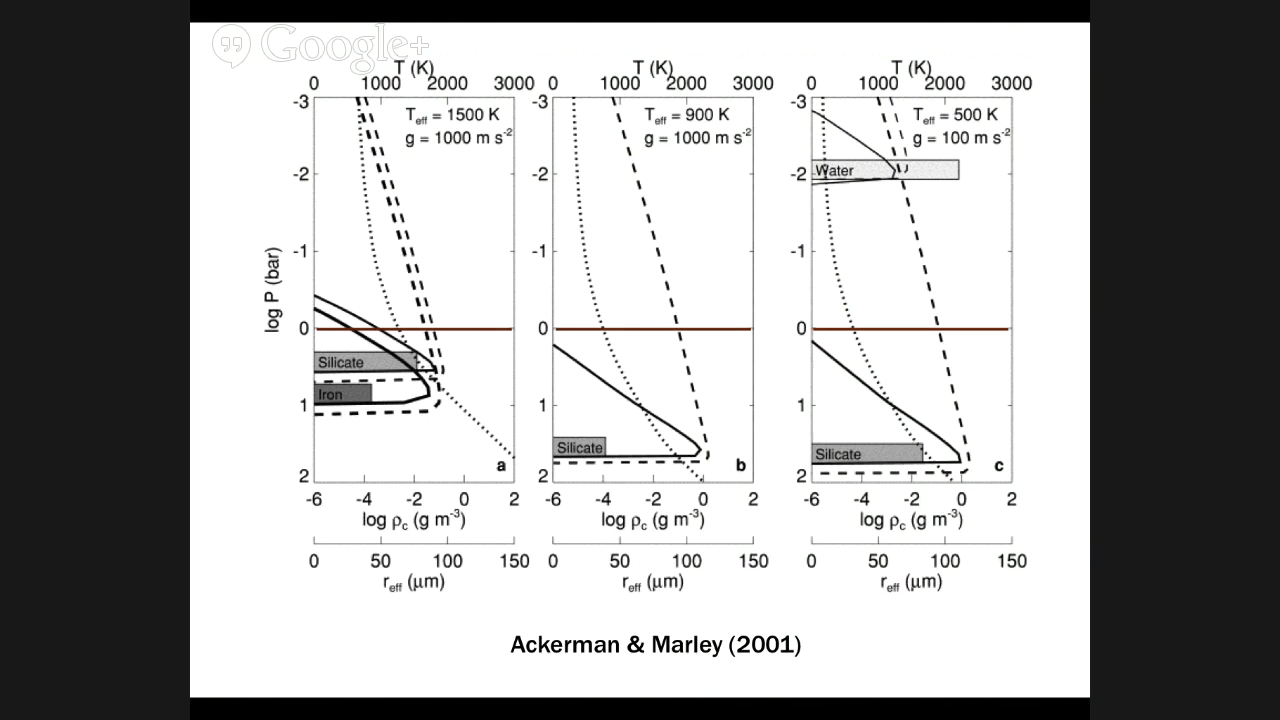 Google+
T (K)
T (K)
T (K)
0 1000 2000 3000
0 1000 2000 3000
0 1000 2000 3000
-3
-2
-1
0
1
2
log P (bar)
T_eff = 1500 K
g = 1000 m s^-2
Silicate
Iron
a
-3
-2
-1
0
1
2
T_eff = 900 K
g = 1000 m s^-2
Silicate
b
-3
-2
-1
0
1
2
T_eff = 500 K
g = 100 m s^-2
Water
Silicate
c
-6 -4 -2 0 2
-6 -4 -2 0 2
-6 -4 -2 0 2
log ρ_c (g m^-3)
log ρ_c (g m^-3)
log ρ_c (g m^-3)
0 50 100 150
0 50 100 150
0 50 100 150
r_eff (μm)
r_eff (μm)
r_eff (μm)
Ackerman & Marley (2001)